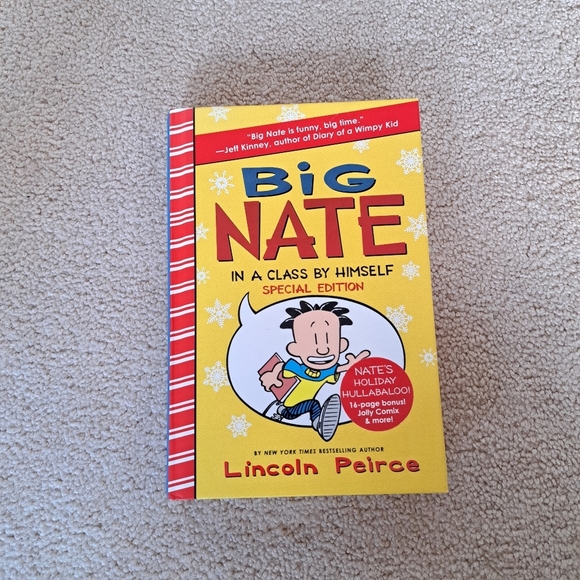 "Big Nate is funny, big time."
—Jeff Kinney, author of Diary of a Wimpy Kid
BiG
NATE
IN A CLASS BY HIMSELF
SPECIAL EDITION
NATE'S
HOLIDAY
HULLABALOO!
16-page bonus!
Jolly Comix
& more!
BY NEW YORK TIMES BESTSELLING AUTHOR
Lincoln Peirce